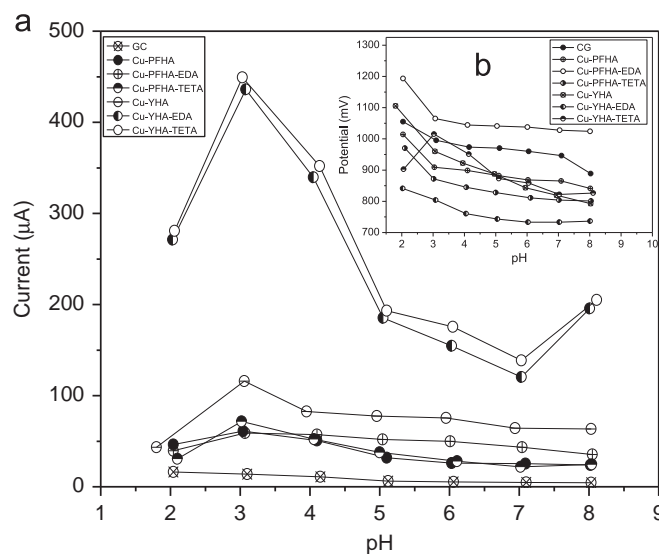 a
500
400
300
200
100
0
Current (µA)
1 2 3 4 5 6 7 8 9
pH
GC
Cu-PFHA
Cu-PFHA-EDA
Cu-PFHA-TETA
Cu-YHA
Cu-YHA-EDA
Cu-YHA-TETA
b
1300
1200
1100
1000
900
800
700
Potential (mV)
2 3 4 5 6 7 8 9 10
pH
CG
Cu-PFHA
Cu-PFHA-EDA
Cu-PFHA-TETA
Cu-YHA
Cu-YHA-EDA
Cu-YHA-TETA